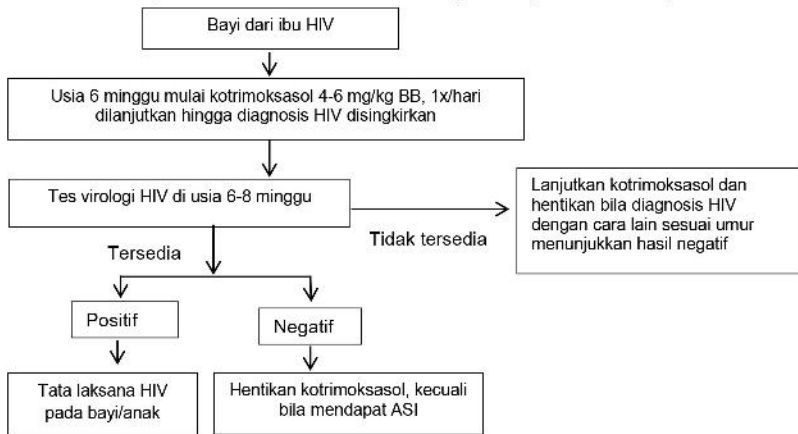 Bayi dari ibu HIV
Usia 6 minggu mulai kotrimoksasol 4-6 mg/kg BB, 1x/hari
dilanjutkan hingga diagnosis HIV disingkirkan
Tes virologi HIV di usia 6-8 minggu
Lanjutkan kotrimoksasol dan
hentikan bila diagnosis HIV
dengan cara lain sesuai umur
menunjukkan hasil negatif
Tidak tersedia
Tersedia
Positif
Negatif
Tata laksana HIV
pada bayi/anak
Hentikan kotrimoksasol, kecuali
bila mendapat ASI